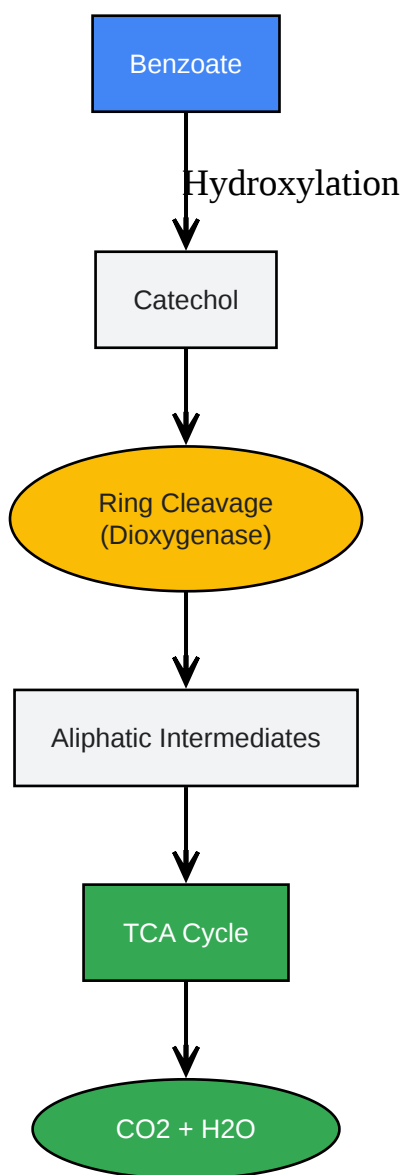 Benzoate
Hydroxylation
Catechol
Ring Cleavage
(Dioxygenase)
Aliphatic Intermediates
TCA Cycle
CO2 + H2O